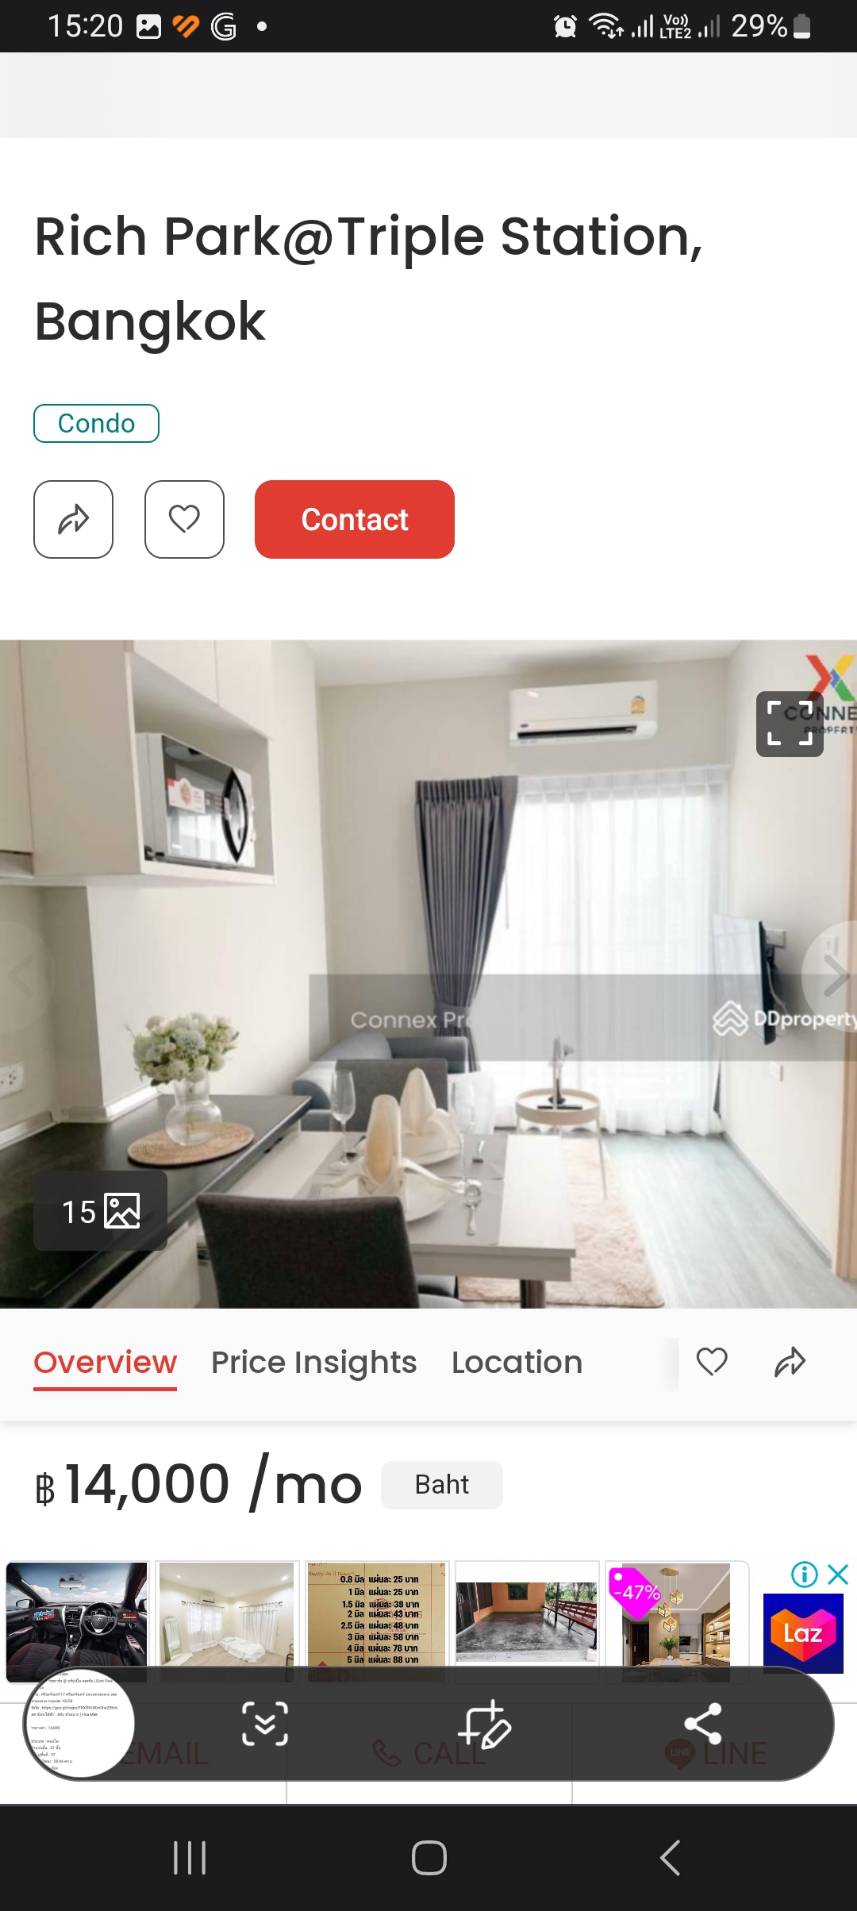 15:20
Vo))
LTE2
29%
Rich Park@Triple Station,
Bangkok
Condo
Contact
CONNE
Connex Pro
DDproperty
15
Overview Price Insights Location
฿14,000 /mo Baht
0.8 มิล แผ่นละ 25 บาท
1 มิล แผ่นละ 25 บาท
1.5 มิล แผ่นละ 38 บาท
2 มิล แผ่นละ 43 บาท
2.5 มิล แผ่นละ 48 บาท
3 มิล แผ่นละ 58 บาท
4 มิล แผ่นละ 78 บาท
5 มิล แผ่นละ 88 บาท
-47%
Laz
EMAIL CALL LINE